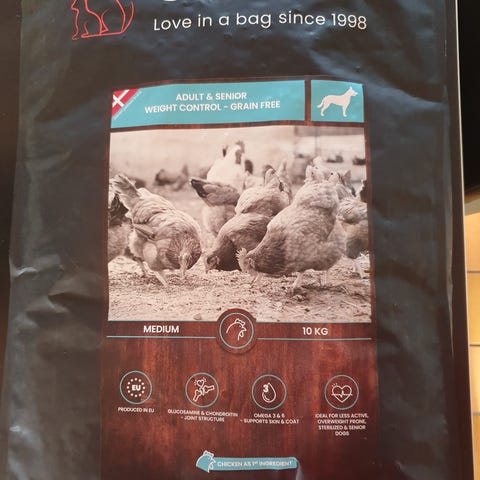 Love in a bag since 1998
ADULT & SENIOR
WEIGHT CONTROL - GRAIN FREE
MEDIUM
10 KG
EU
PRODUCED IN EU
GLUCOSAMINE & CHONDROITIN
- JOINT STRUCTURE
OMEGA 3 & 6
- SUPPORTS SKIN & COAT
IDEAL FOR LESS ACTIVE,
OVERWEIGHT PRONE,
STERILIZED & SENIOR
DOGS
CHICKEN AS 1ST INGREDIENT